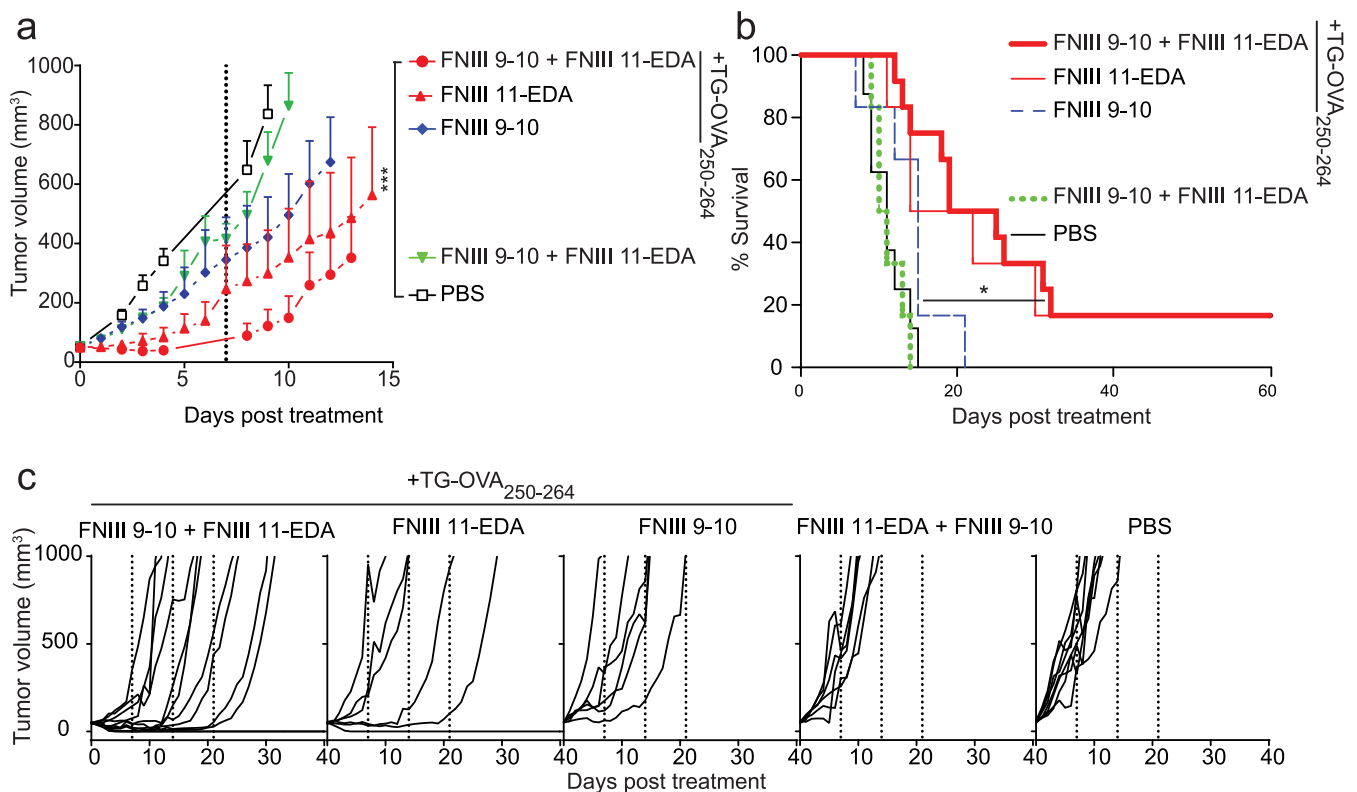 a
Tumor volume (mm³)
1000
800
600
400
200
0
0
5
10
15
Days post treatment
FNIII 9-10 + FNIII 11-EDA
FNIII 11-EDA
FNIII 9-10
FNIII 9-10 + FNIII 11-EDA
PBS
***
+TG-OVA250-264
b
% Survival
100
80
60
40
20
0
0
20
40
60
Days post treatment
*
FNIII 9-10 + FNIII 11-EDA
FNIII 11-EDA
FNIII 9-10
FNIII 9-10 + FNIII 11-EDA
PBS
+TG-OVA250-264
c
+TG-OVA250-264
FNIII 9-10 + FNIII 11-EDA
FNIII 11-EDA
FNIII 9-10
FNIII 11-EDA + FNIII 9-10
PBS
Tumor volume (mm³)
1000
500
0
0 10 20 30 40 10 20 30 40 10 20 30 40 10 20 30 40 10 20 30 40
Days post treatment